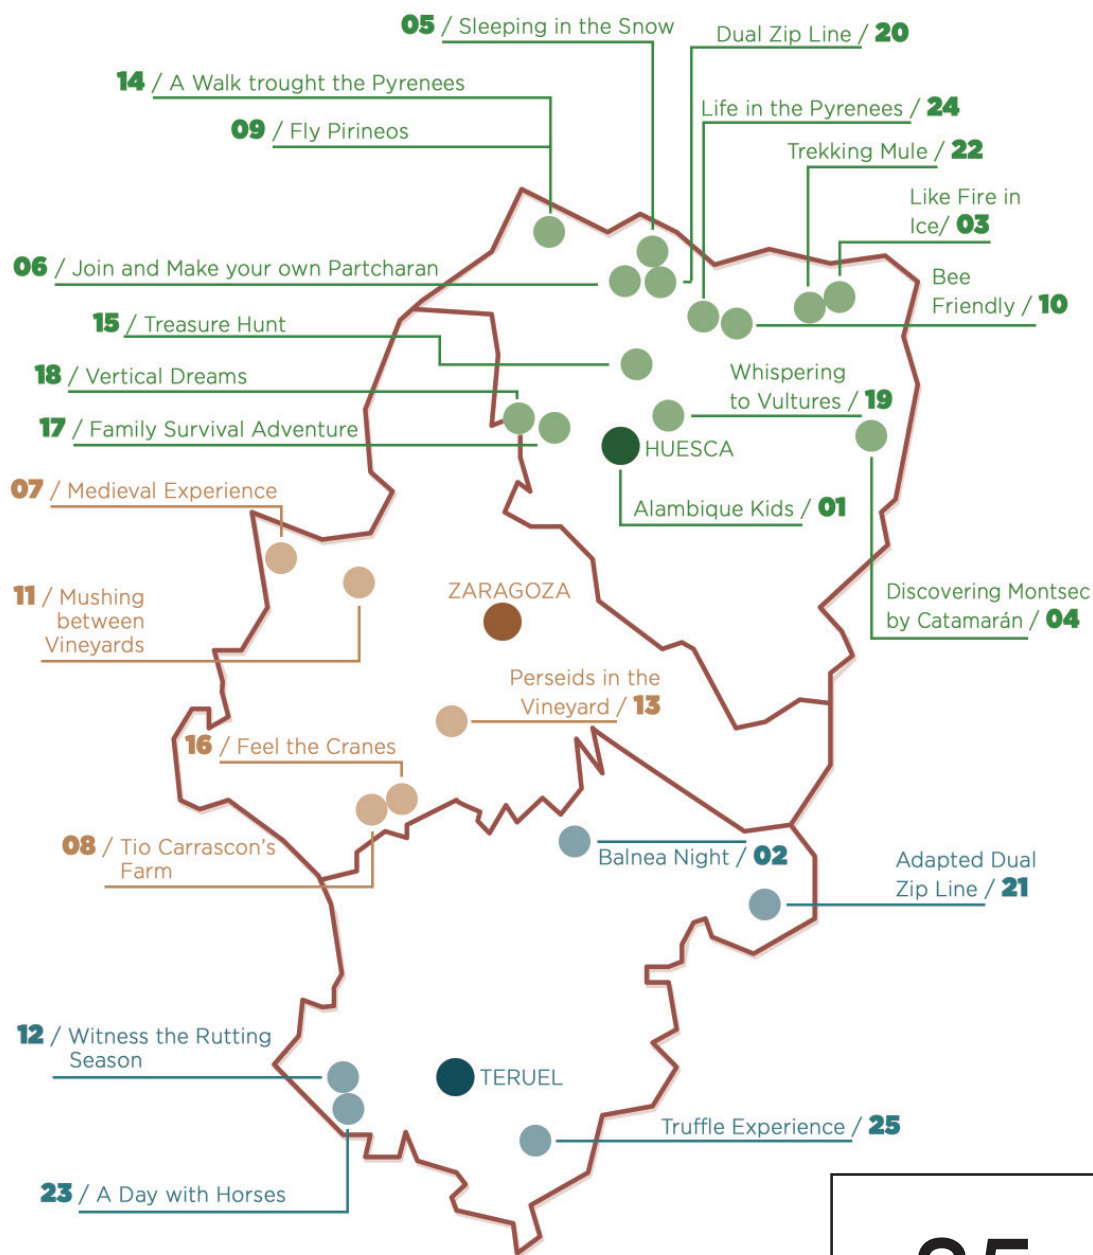 05 / Sleeping in the Snow
Dual Zip Line / 20
14 / A Walk trought the Pyrenees
Life in the Pyrenees / 24
09 / Fly Pirineos
Trekking Mule / 22
Like Fire in
Ice/ 03
06 / Join and Make your own Partcharan
Bee
Friendly / 10
15 / Treasure Hunt
18 / Vertical Dreams
Whispering
to Vultures / 19
17 / Family Survival Adventure
HUESCA
07 / Medieval Experience
Alambique Kids / 01
11 / Mushing
between
Vineyards
ZARAGOZA
Discovering Montsec
by Catamarán / 04
Perseids in the
Vineyard / 13
16 / Feel the Cranes
08 / Tio Carrascon's
Farm
Balnea Night / 02
Adapted Dual
Zip Line / 21
12 / Witness the Rutting
Season
TERUEL
Truffle Experience / 25
23 / A Day with Horses